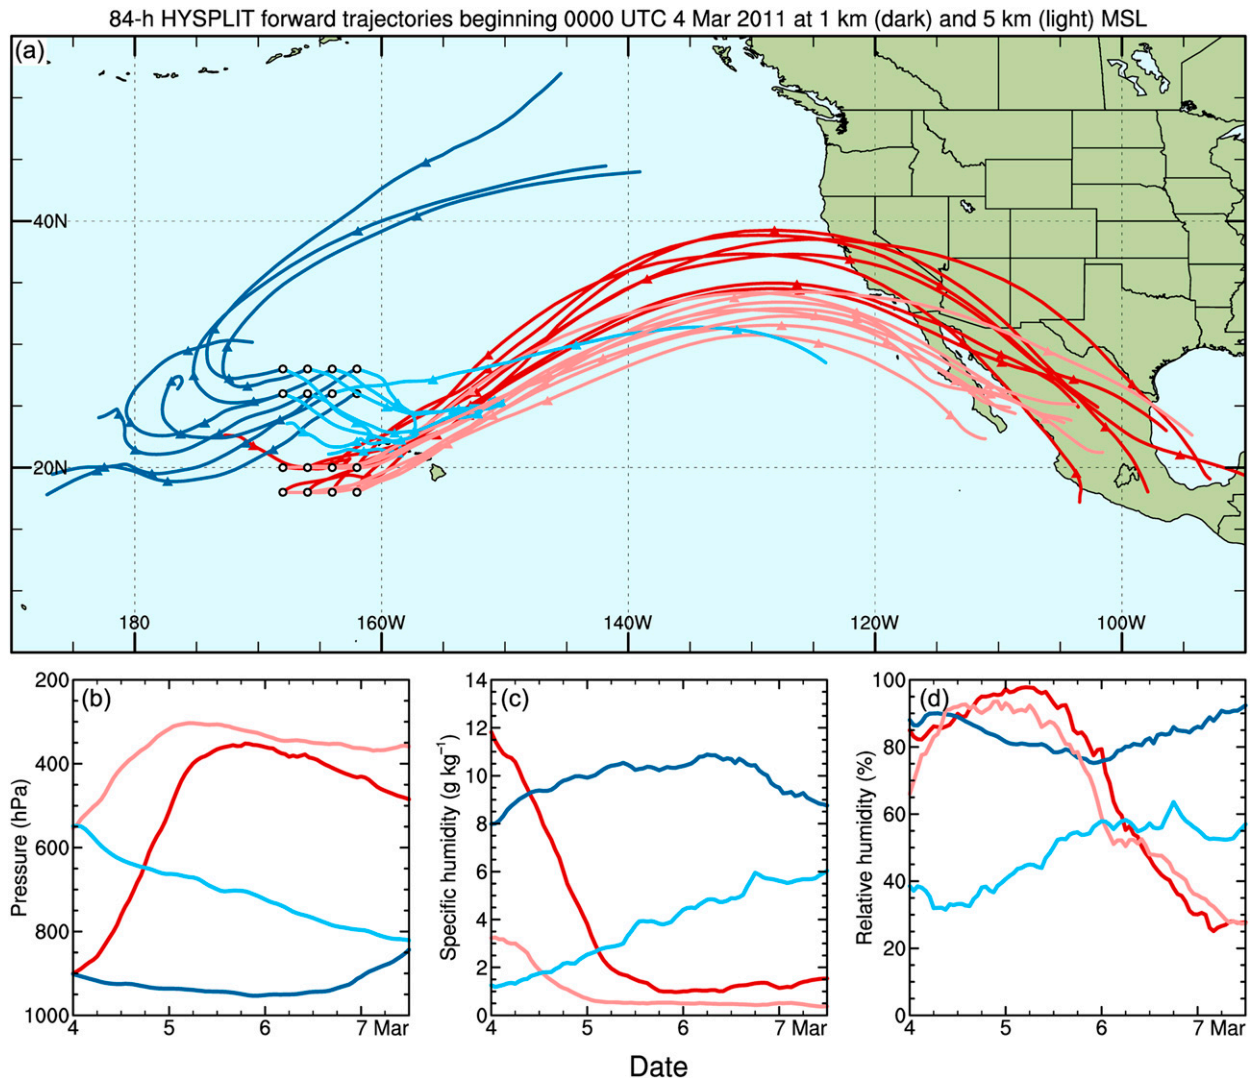 84-h HYSPLIT forward trajectories beginning 0000 UTC 4 Mar 2011 at 1 km (dark) and 5 km (light) MSL
(a)
40N
20N
180 160W 140W 120W 100W
(b)
200
400
600
800
1000
Pressure (hPa)
4 5 6 7 Mar
(c)
14
12
10
8
6
4
2
0
Specific humidity (g kg⁻¹)
4 5 6 7 Mar
(d)
100
80
60
40
20
0
Relative humidity (%)
4 5 6 7 Mar
Date